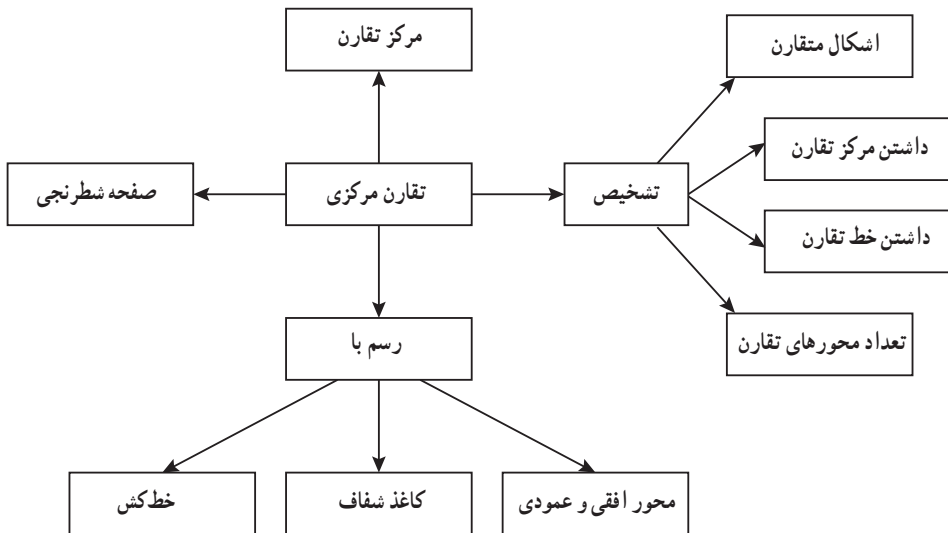 مرکز تقارن
اشکال متقارن
داشتن مرکز تقارن
تشخیص
تقارن مرکزی
صفحه شطرنجی
داشتن خط تقارن
تعداد محورهای تقارن
رسم با
محور افقی و عمودی
کاغذ شفاف
خط‌کش